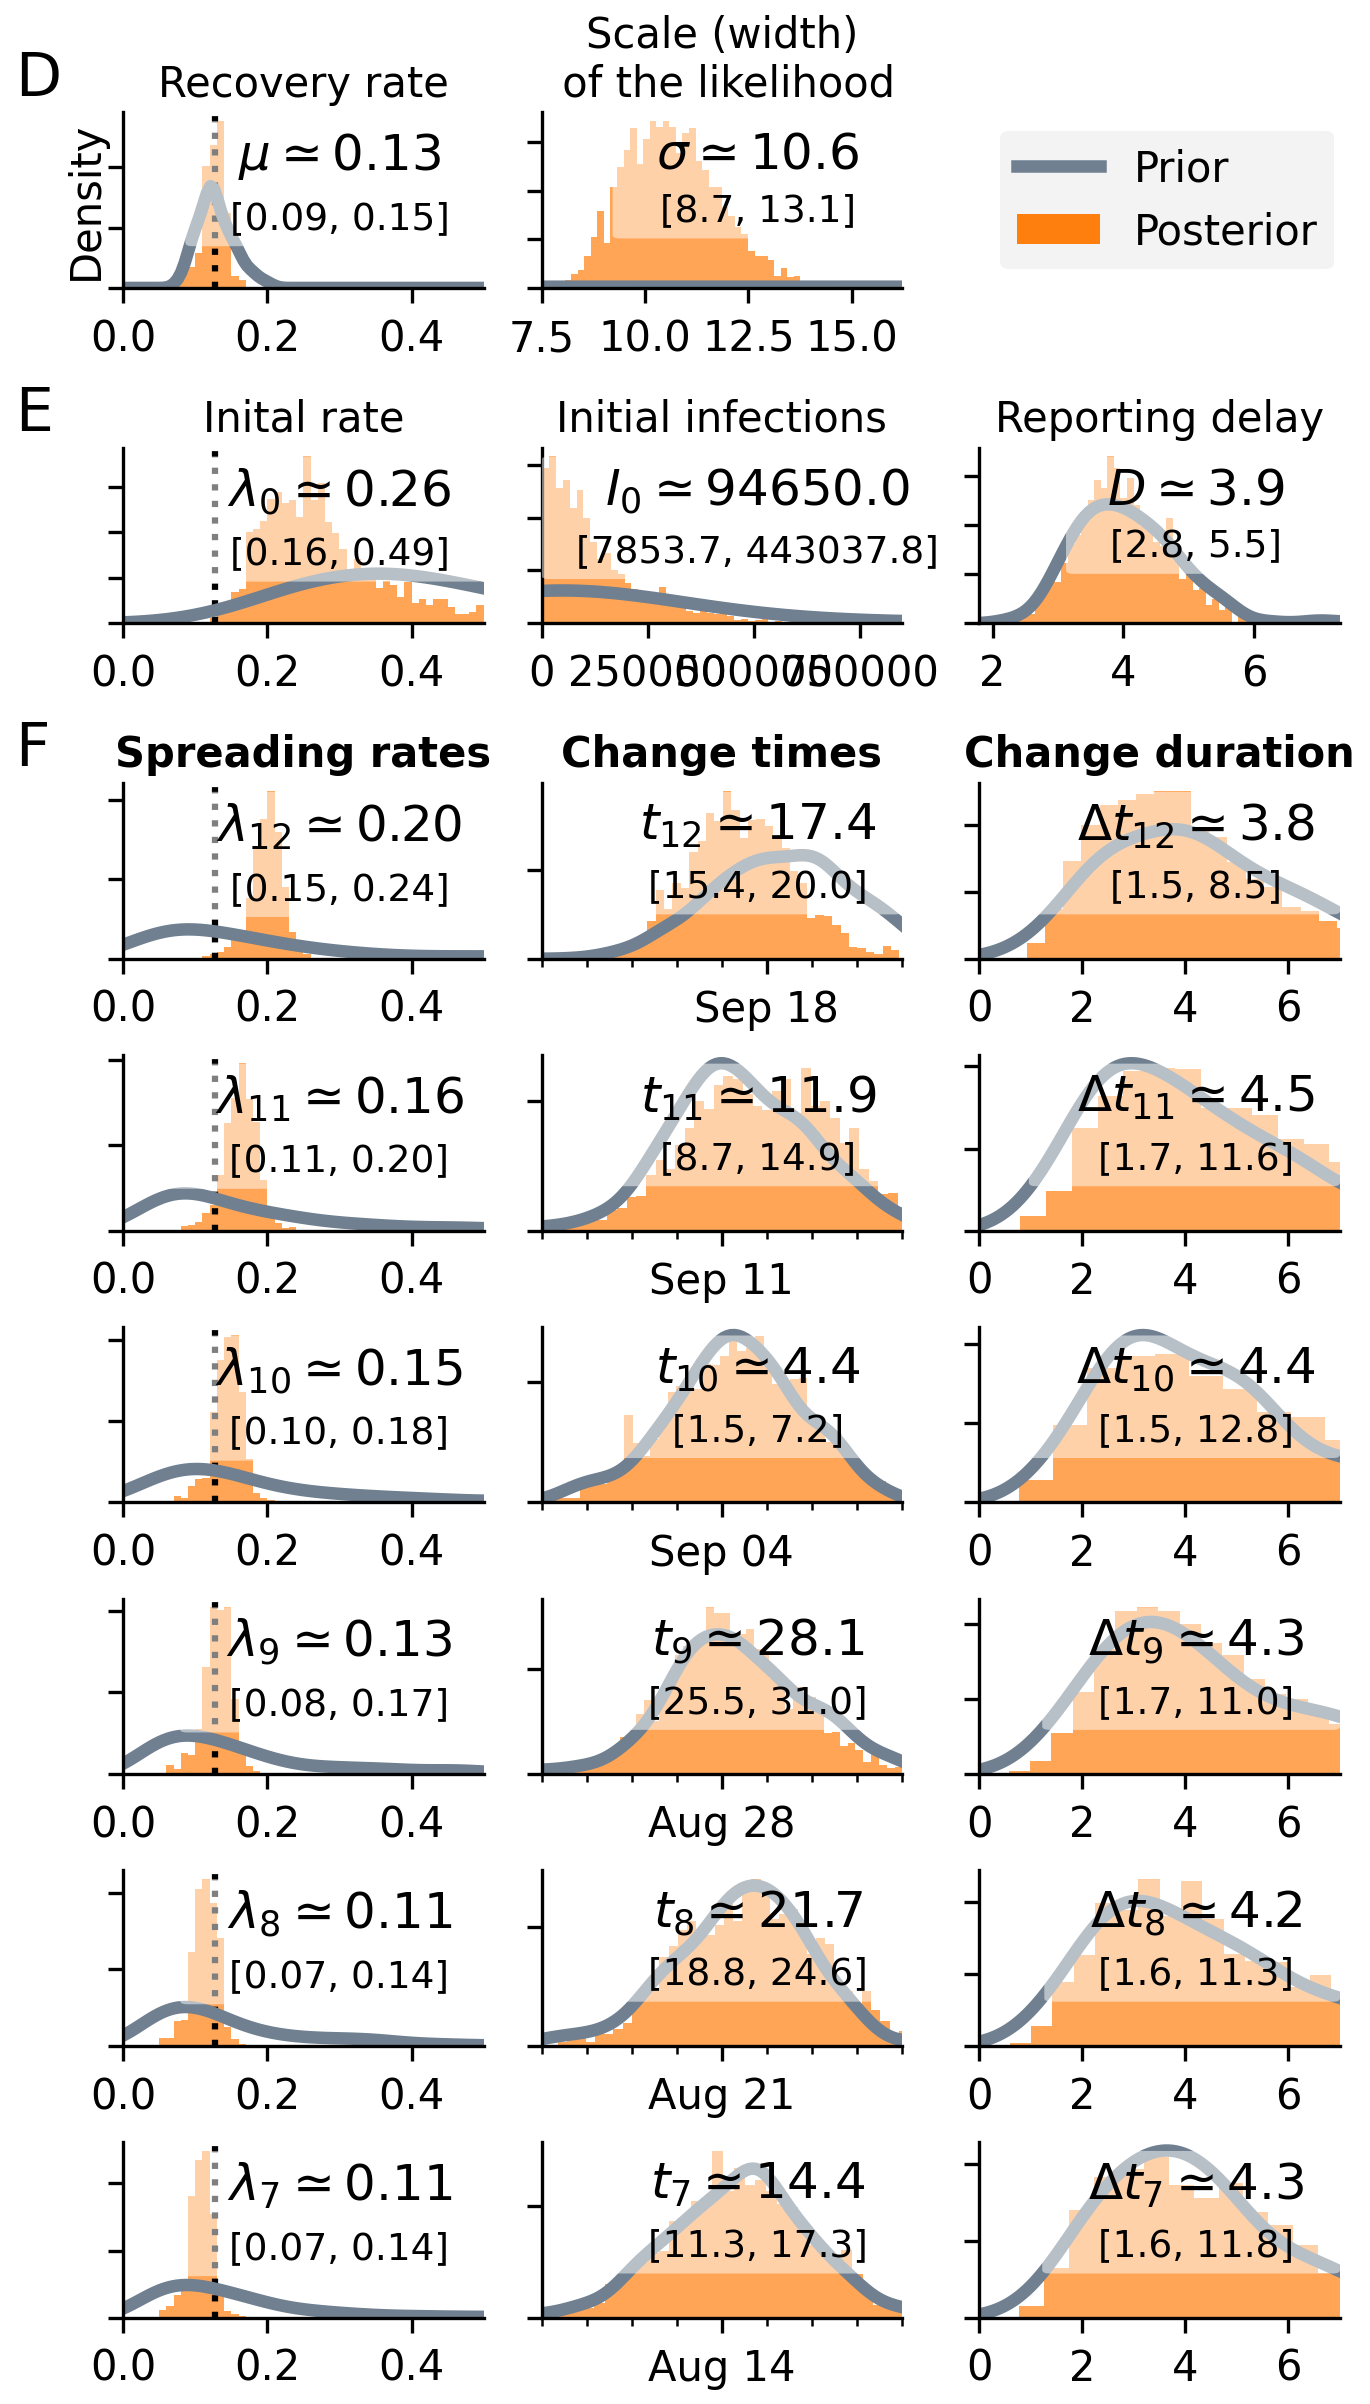 D
Recovery rate
Scale (width)
of the likelihood
Density
μ ≃ 0.13
[0.09, 0.15]
0.0 0.2 0.4
σ ≃ 10.6
[8.7, 13.1]
7.5 10.0 12.5 15.0
Prior
Posterior
E
Inital rate
λ0 ≃ 0.26
[0.16, 0.49]
0.0 0.2 0.4
Initial infections
I0 ≃ 94650.0
[7853.7, 443037.8]
0 250000 500000 750000
Reporting delay
D ≃ 3.9
[2.8, 5.5]
2 4 6
F
Spreading rates Change times Change duration
λ12 ≃ 0.20
[0.15, 0.24]
0.0 0.2 0.4
t12 ≃ 17.4
[15.4, 20.0]
Sep 18
Δt12 ≃ 3.8
[1.5, 8.5]
0 2 4 6
λ11 ≃ 0.16
[0.11, 0.20]
0.0 0.2 0.4
t11 ≃ 11.9
[8.7, 14.9]
Sep 11
Δt11 ≃ 4.5
[1.7, 11.6]
0 2 4 6
λ10 ≃ 0.15
[0.10, 0.18]
0.0 0.2 0.4
t10 ≃ 4.4
[1.5, 7.2]
Sep 04
Δt10 ≃ 4.4
[1.5, 12.8]
0 2 4 6
λ9 ≃ 0.13
[0.08, 0.17]
0.0 0.2 0.4
t9 ≃ 28.1
[25.5, 31.0]
Aug 28
Δt9 ≃ 4.3
[1.7, 11.0]
0 2 4 6
λ8 ≃ 0.11
[0.07, 0.14]
0.0 0.2 0.4
t8 ≃ 21.7
[18.8, 24.6]
Aug 21
Δt8 ≃ 4.2
[1.6, 11.3]
0 2 4 6
λ7 ≃ 0.11
[0.07, 0.14]
0.0 0.2 0.4
t7 ≃ 14.4
[11.3, 17.3]
Aug 14
Δt7 ≃ 4.3
[1.6, 11.8]
0 2 4 6